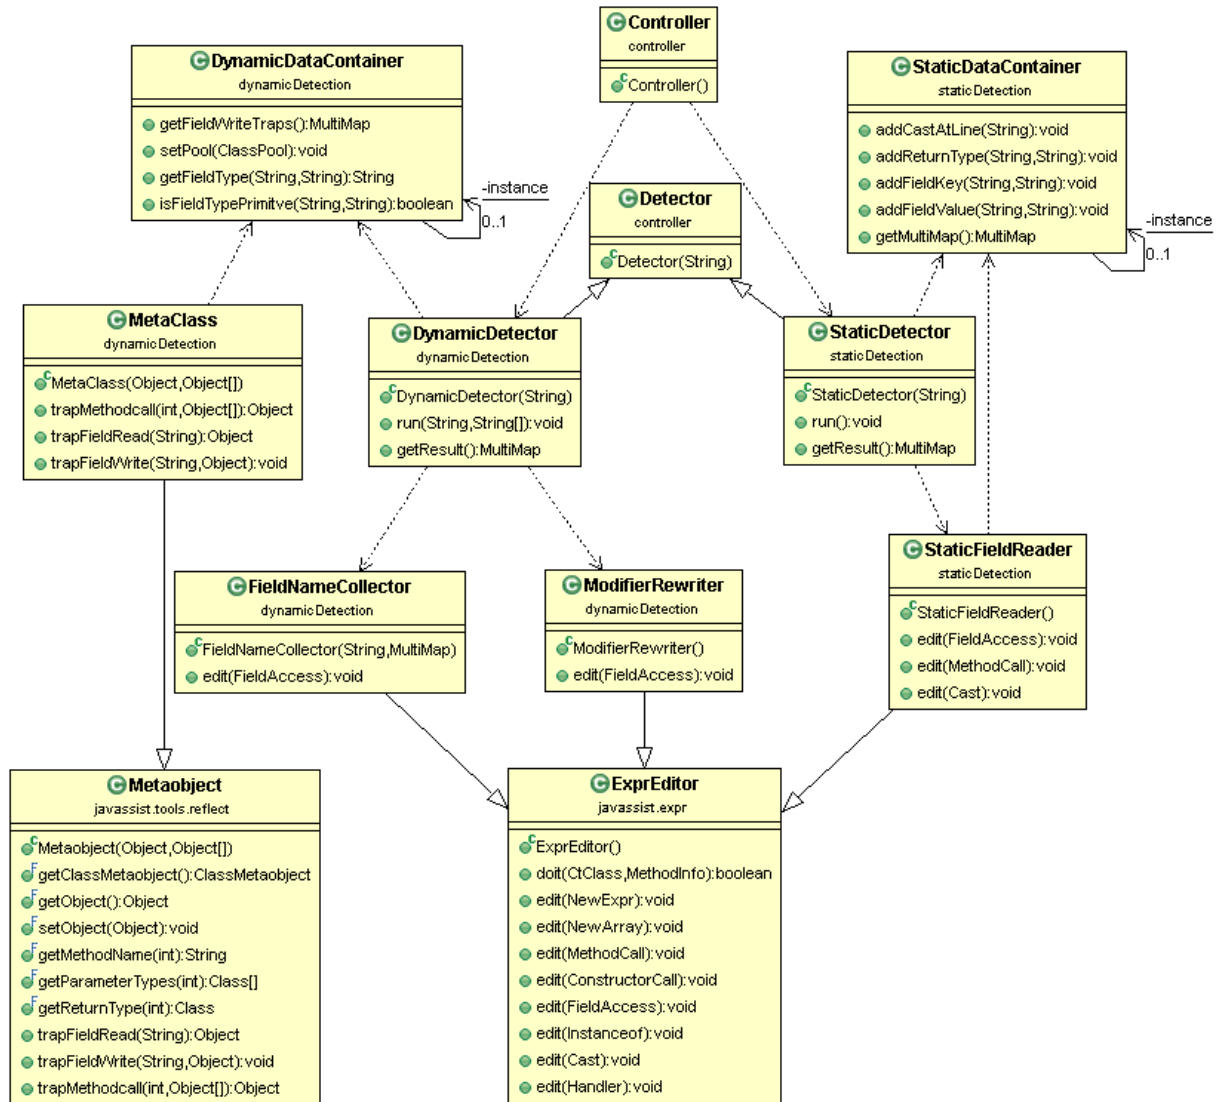 Controller
controller
Controller()
DynamicDataContainer
dynamicDetection
getFieldWriteTraps():MultiMap
setPool(ClassPool):void
getFieldType(String,String):String
isFieldTypePrimitve(String,String):boolean
-instance
0..1
Detector
controller
Detector(String)
StaticDataContainer
staticDetection
addCastAtLine(String):void
addReturnType(String,String):void
addFieldKey(String,String):void
addFieldValue(String,String):void
getMultiMap():MultiMap
-instance
0..1
MetaClass
dynamicDetection
MetaClass(Object,Object[])
trapMethodcall(int,Object[]):Object
trapFieldRead(String):Object
trapFieldWrite(String,Object):void
DynamicDetector
dynamicDetection
DynamicDetector(String)
run(String,String[]):void
getResult():MultiMap
StaticDetector
staticDetection
StaticDetector(String)
run():void
getResult():MultiMap
FieldNameCollector
dynamicDetection
FieldNameCollector(String,MultiMap)
edit(FieldAccess):void
ModifierRewriter
dynamicDetection
ModifierRewriter()
edit(FieldAccess):void
StaticFieldReader
staticDetection
StaticFieldReader()
edit(FieldAccess):void
edit(MethodCall):void
edit(Cast):void
Metaobject
javassist.tools.reflect
Metaobject(Object,Object[])
getClassMetaobject():ClassMetaobject
getObject():Object
setObject(Object):void
getMethodName(int):String
getParameterTypes(int):Class[]
getReturnType(int):Class
trapFieldRead(String):Object
trapFieldWrite(String,Object):void
trapMethodcall(int,Object[]):Object
ExprEditor
javassist.expr
ExprEditor()
doit(CtClass,MethodInfo):boolean
edit(NewExpr):void
edit(NewArray):void
edit(MethodCall):void
edit(ConstructorCall):void
edit(FieldAccess):void
edit(Instanceof):void
edit(Cast):void
edit(Handler):void